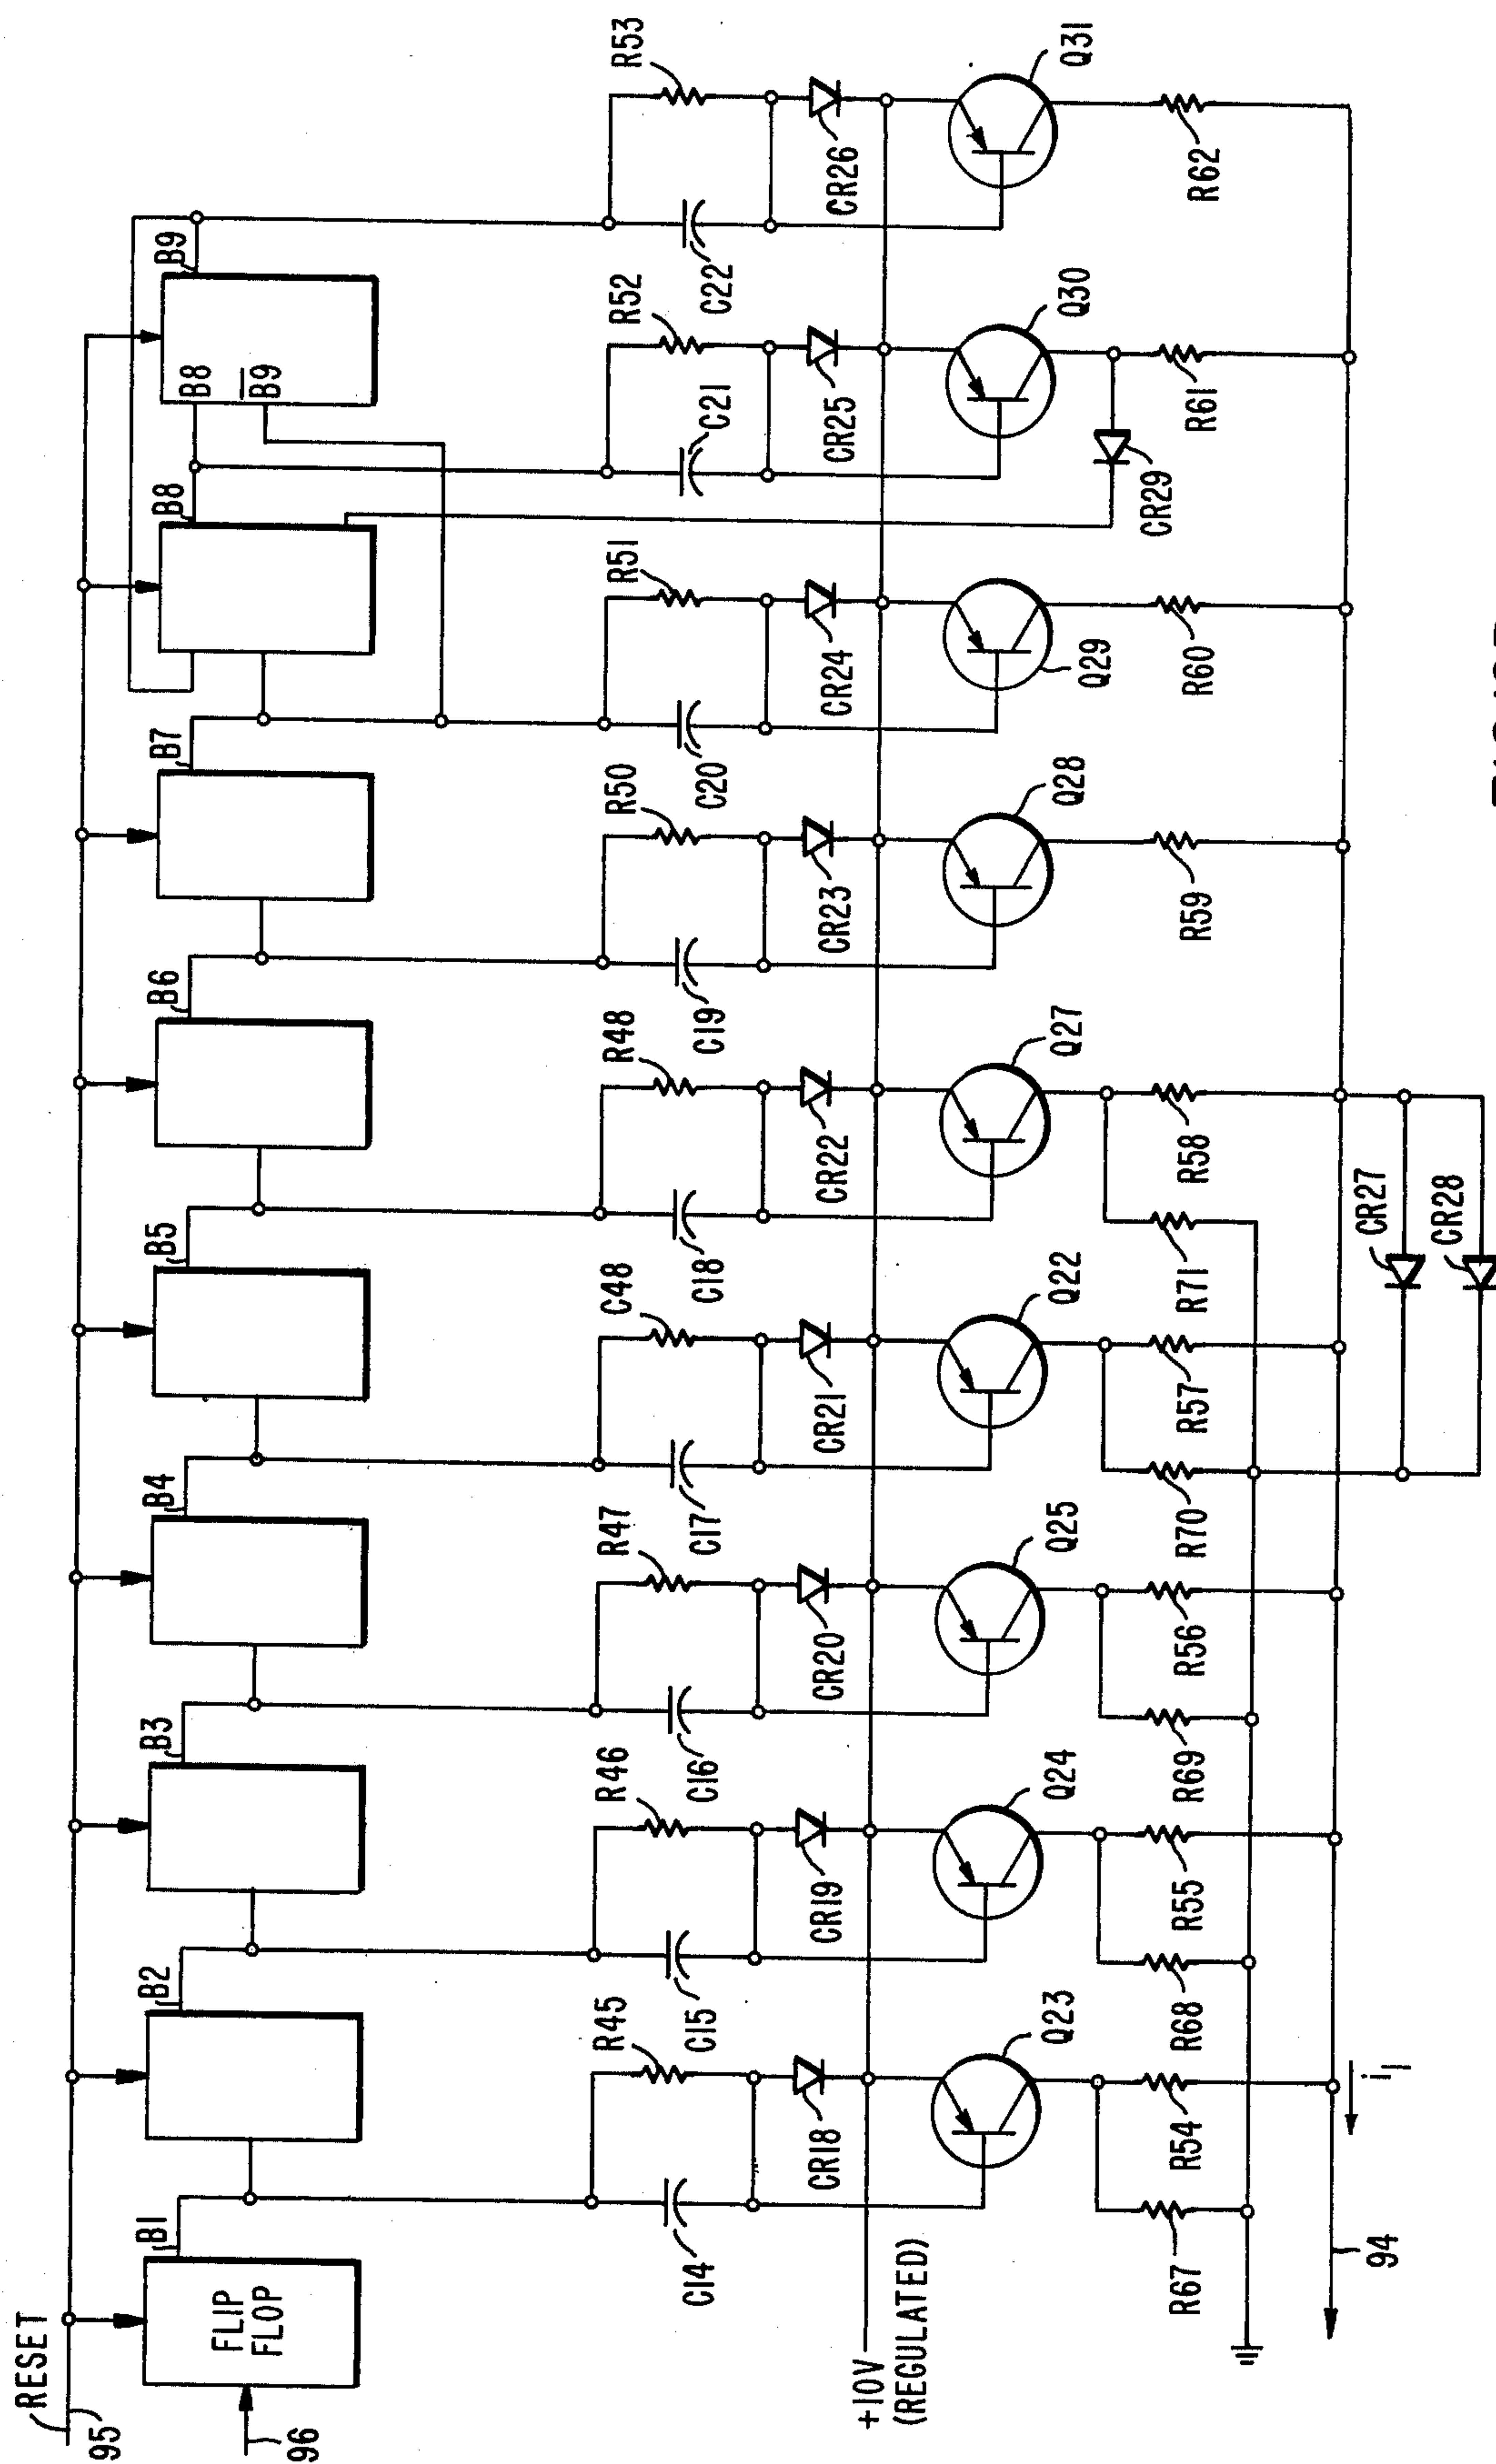 RESET
95
96
FLIP
FLOP
B1
B2
B3
B4
B5
B6
B7
B8
B8
B9
B9
R45
R46
R47
C48
R48
R50
R51
R52
R53
C14
C15
C16
C17
C18
C19
C20
C21
C22
CR18
CR19
CR20
CR21
CR22
CR23
CR24
CR25
CR26
+10V
(REGULATED)
Q23
Q24
Q25
Q22
Q27
Q28
Q29
Q30
Q31
R67
R54
R68
R55
R69
R56
R70
R57
R71
R58
R59
R60
CR29
R61
R62
94
i1
CR27
CR28